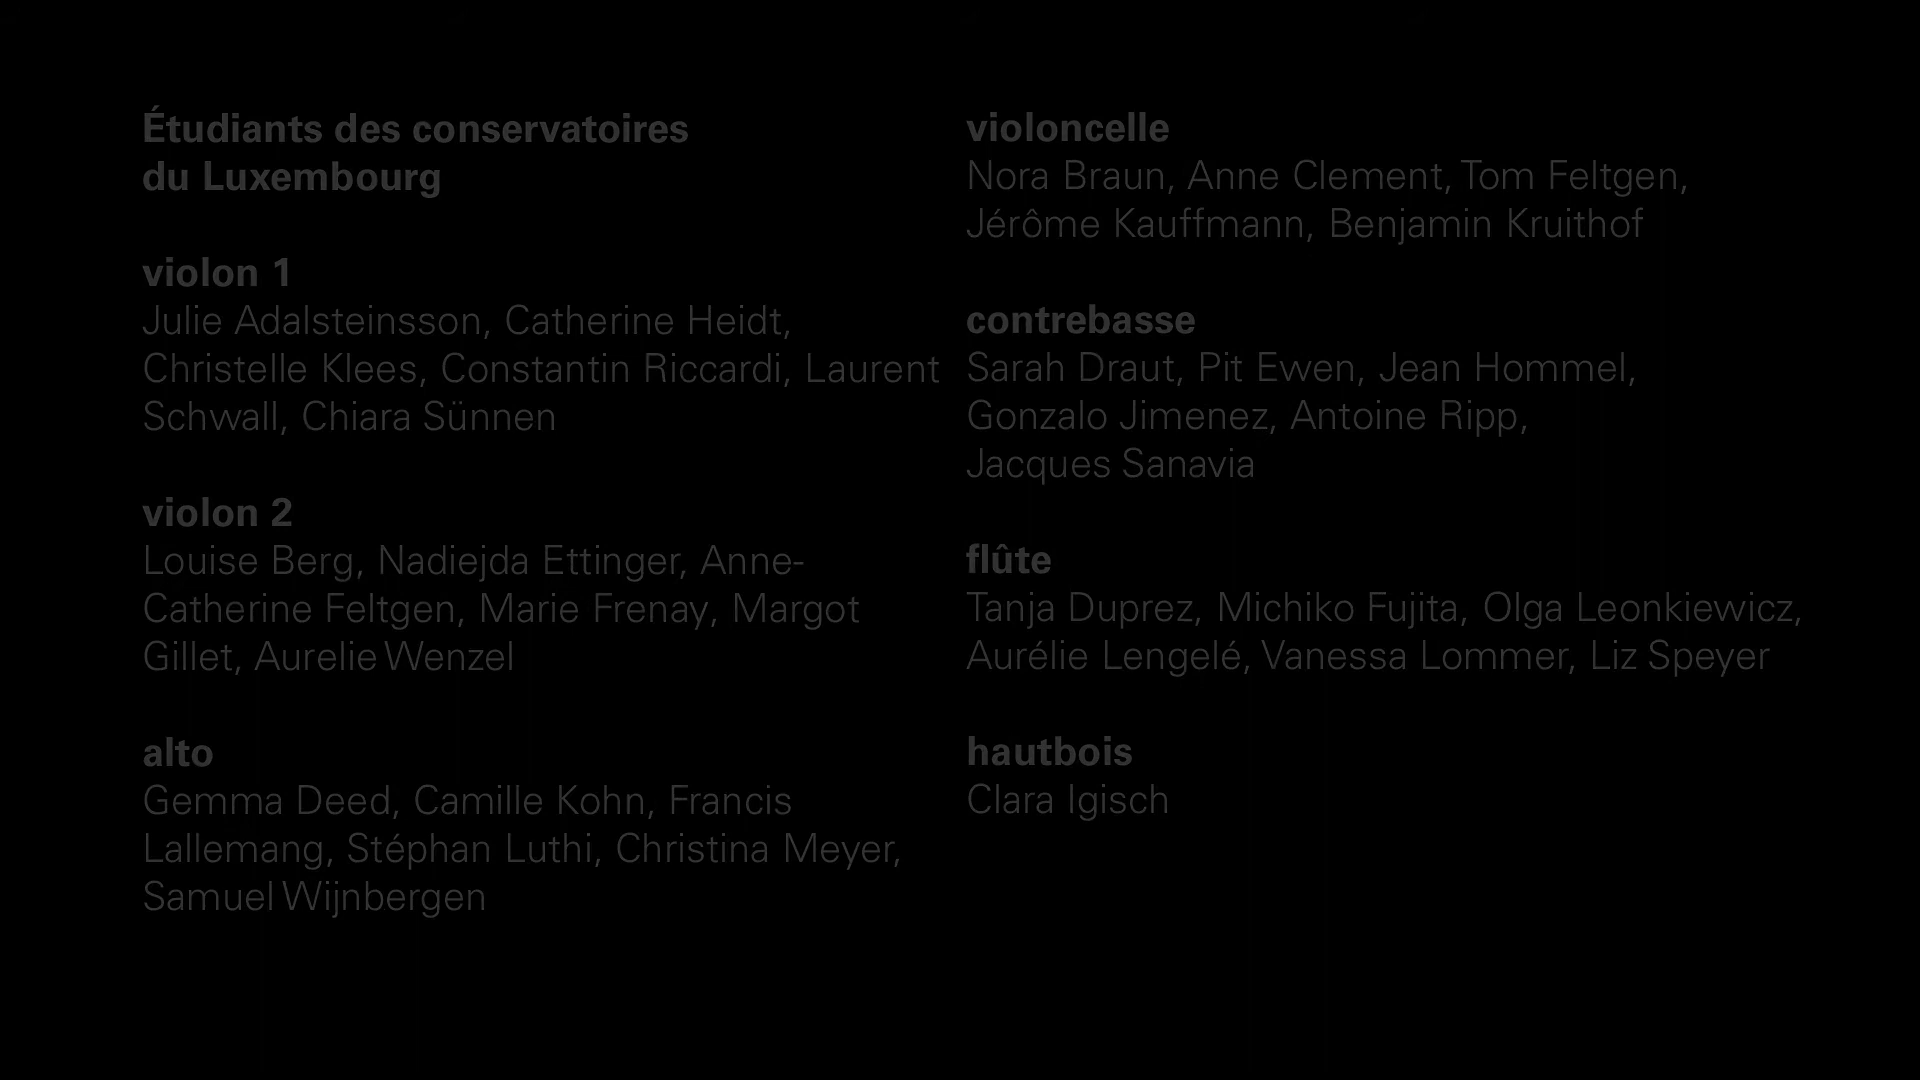 Étudiants des conservatoires
du Luxembourg
violon 1
Julie Adalsteinsson, Catherine Heidt,
Christelle Klees, Constantin Riccardi, Laurent
Schwall, Chiara Sünnen
violon 2
Louise Berg, Nadiejda Ettinger, Anne-
Catherine Feltgen, Marie Frenay, Margot
Gillet, Aurelie Wenzel
alto
Gemma Deed, Camille Kohn, Francis
Lallemang, Stéphan Luthi, Christina Meyer,
Samuel Wijnbergen
violoncelle
Nora Braun, Anne Clement, Tom Feltgen,
Jérôme Kauffmann, Benjamin Kruithof
contrebasse
Sarah Draut, Pit Ewen, Jean Hommel,
Gonzalo Jimenez, Antoine Ripp,
Jacques Sanavia
flûte
Tanja Duprez, Michiko Fujita, Olga Leonkiewicz,
Aurélie Lengelé, Vanessa Lommer, Liz Speyer
hautbois
Clara Igisch